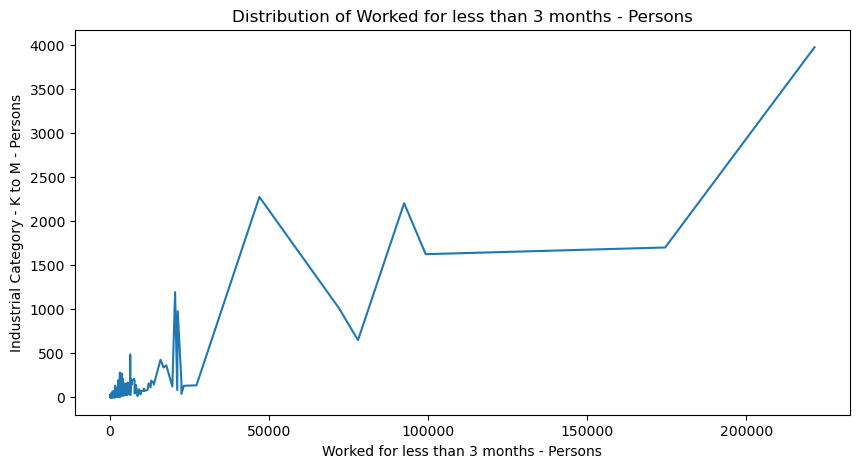 Distribution of Worked for less than 3 months - Persons
Industrial Category - K to M - Persons
4000
3500
3000
2500
2000
1500
1000
500
0
0 50000 100000 150000 200000
Worked for less than 3 months - Persons